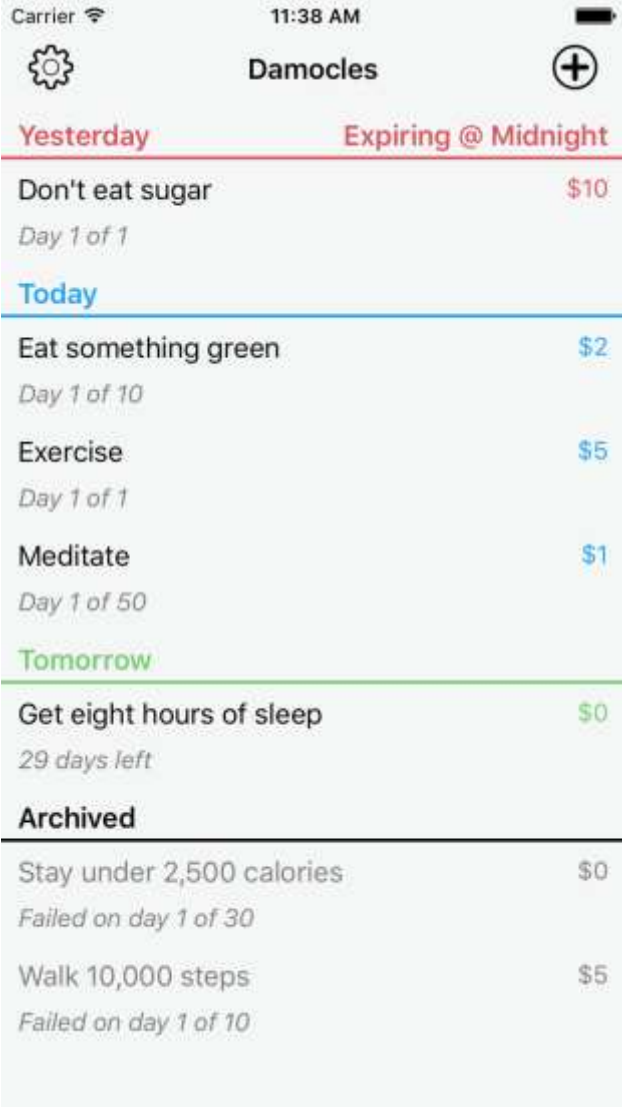 Carrier 11:38 AM
Damocles
Yesterday Expiring @ Midnight
Don't eat sugar $10
Day 1 of 1
Today
Eat something green $2
Day 1 of 10
Exercise $5
Day 1 of 1
Meditate $1
Day 1 of 50
Tomorrow
Get eight hours of sleep $0
29 days left
Archived
Stay under 2,500 calories $0
Failed on day 1 of 30
Walk 10,000 steps $5
Failed on day 1 of 10